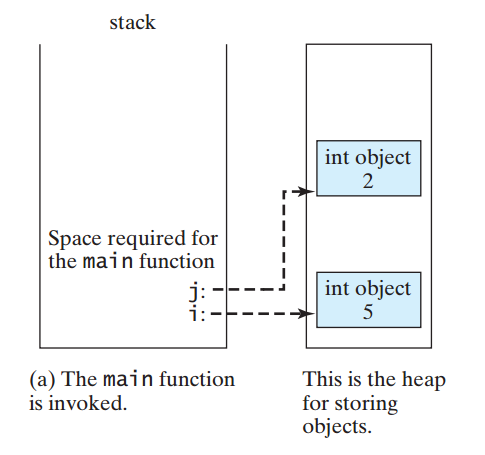 stack
int object
2
Space required for
the main function
j:
i:
int object
5
(a) The main function
is invoked.
This is the heap
for storing
objects.